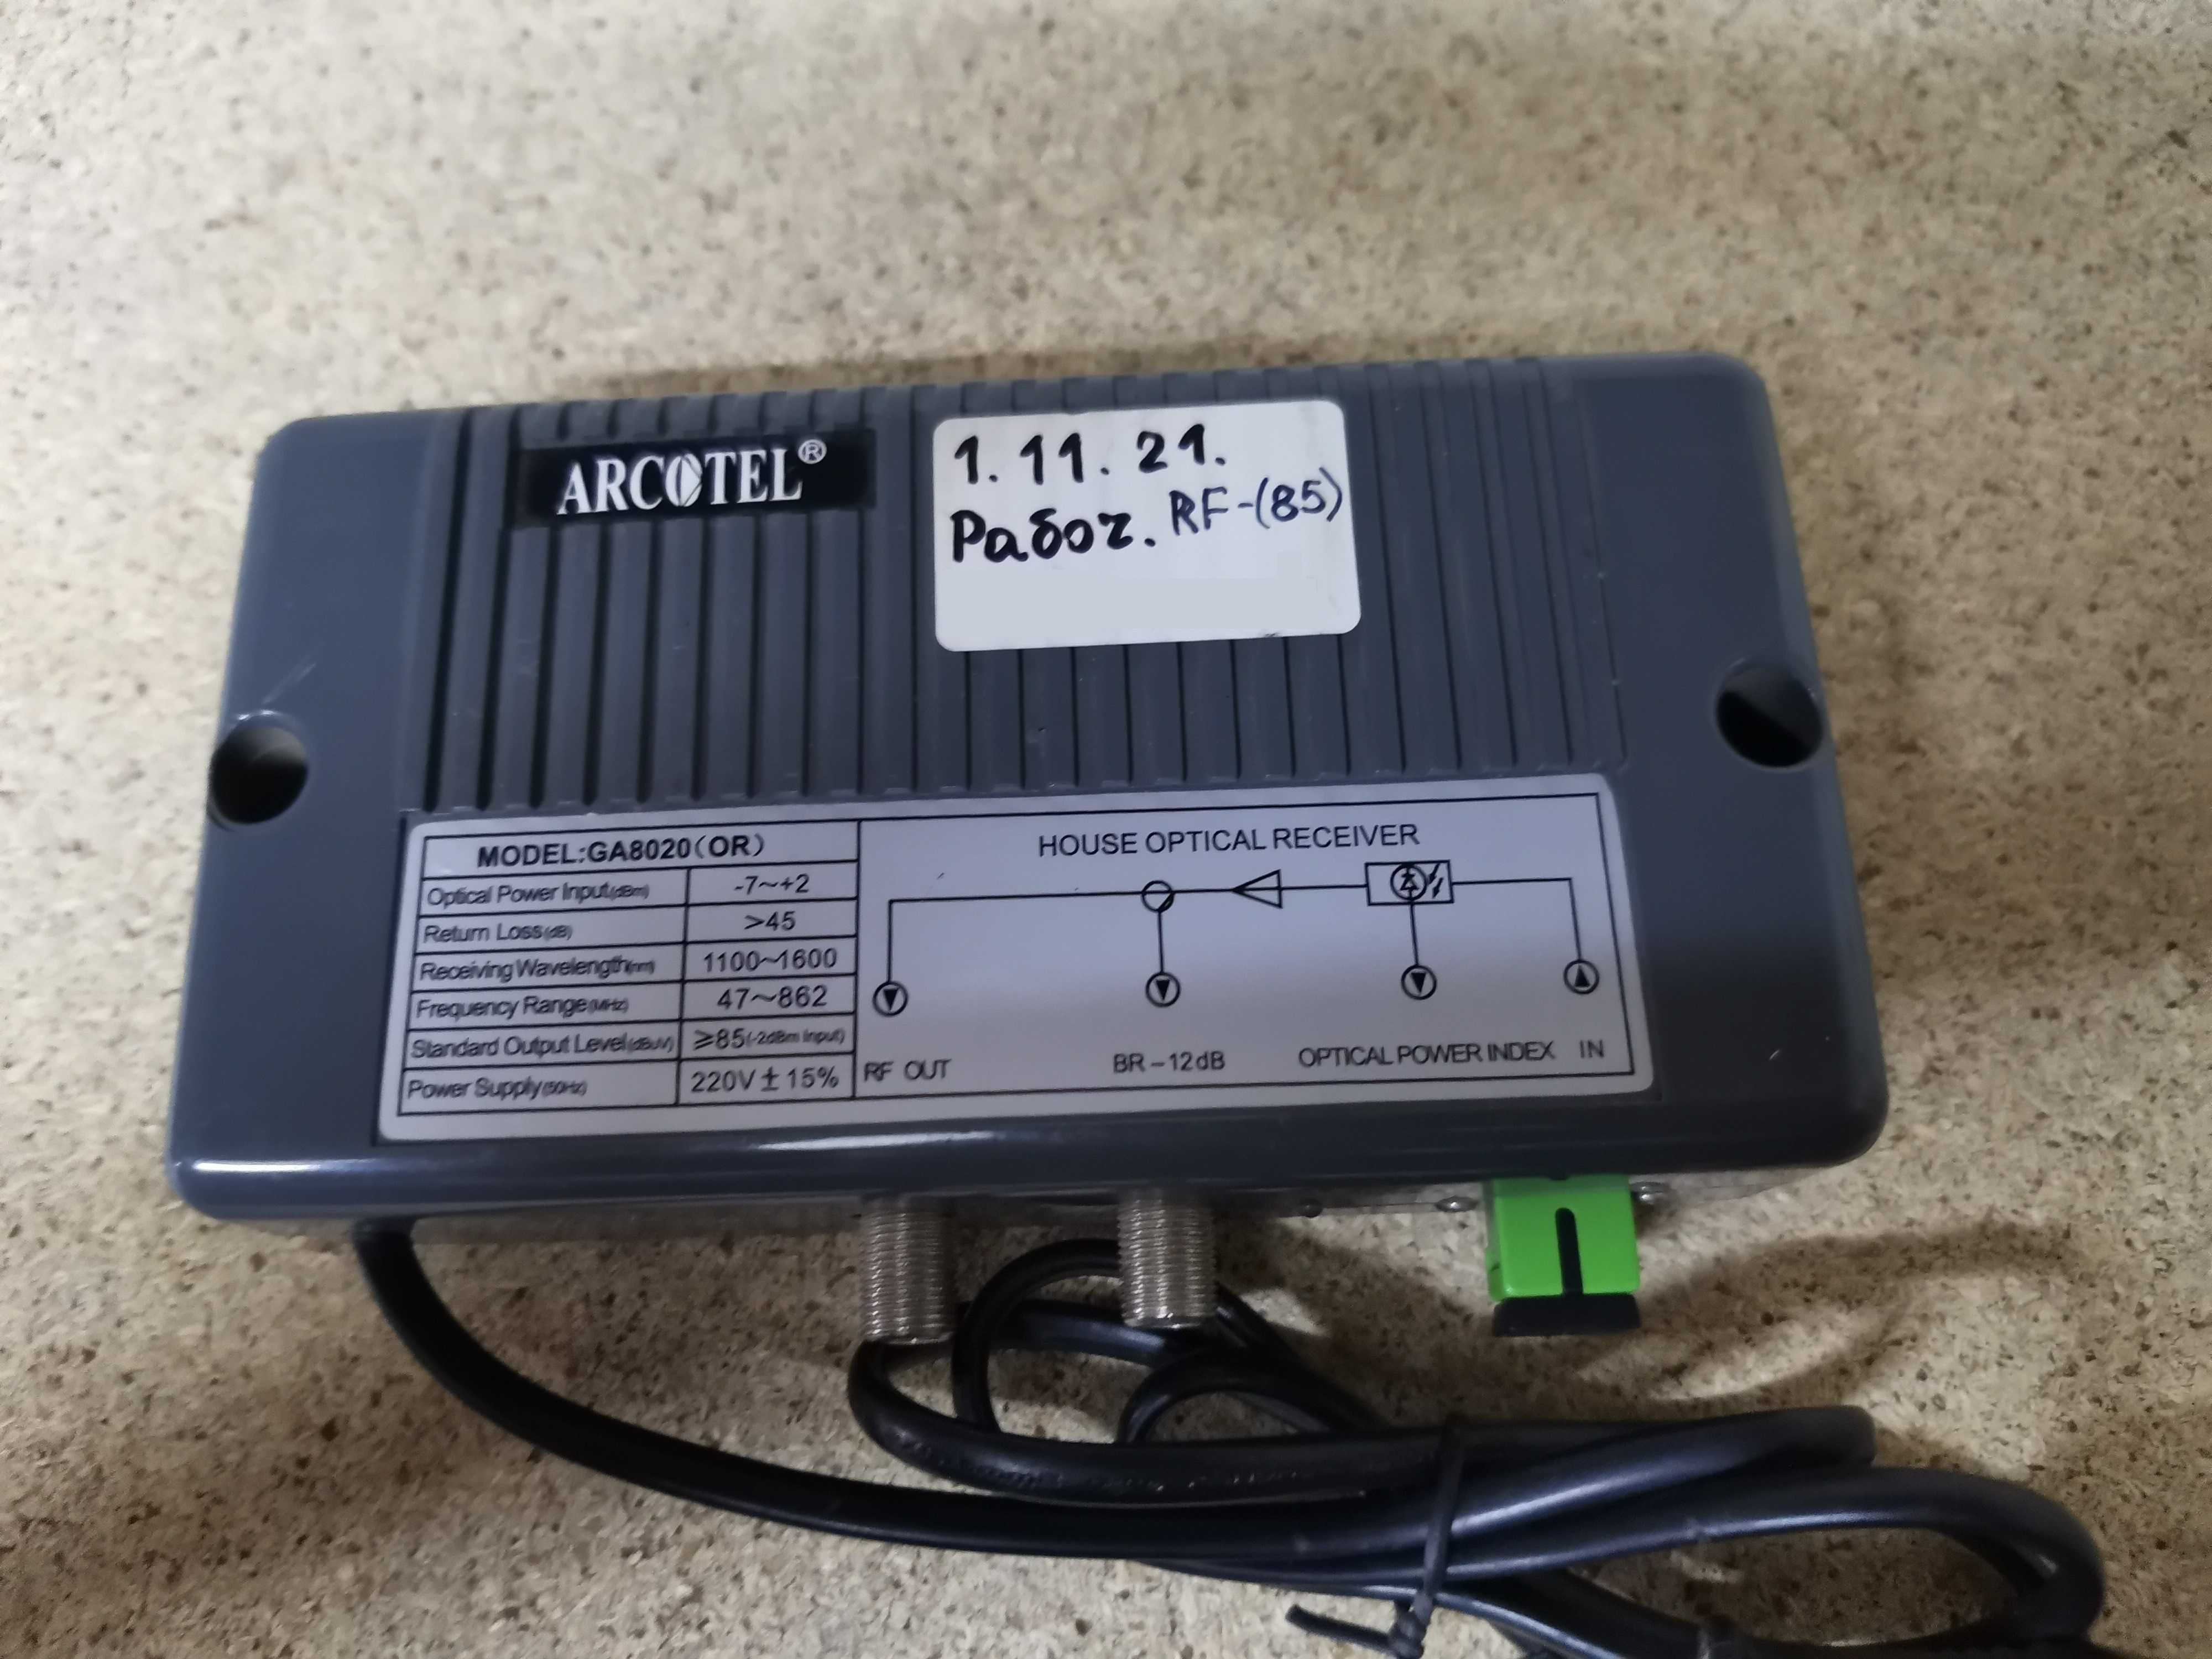 ARCOTEL®
1. 11. 21.
Рабоч. RF-(85)
MODEL:GA8020(OR)
Optical Power Input(dBm) -7~+2
Return Loss(dB) >45
Receiving Wavelength(nm) 1100~1600
Frequency Range(MHz) 47~862
Standard Output Level(dBuV) ≥85(-2dBm Input)
Power Supply(50Hz) 220V±15%
HOUSE OPTICAL RECEIVER
RF OUT BR-12dB OPTICAL POWER INDEX IN